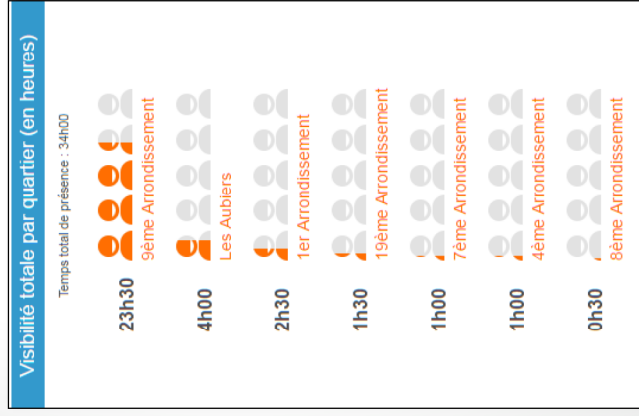 Visibilité totale par quartier (en heures)
Temps total de présence : 34h00
23h30
9ème Arrondissement
4h00
Les Aubiers
2h30
1er Arrondissement
1h30
19ème Arrondissement
1h00
7ème Arrondissement
1h00
4ème Arrondissement
0h30
8ème Arrondissement